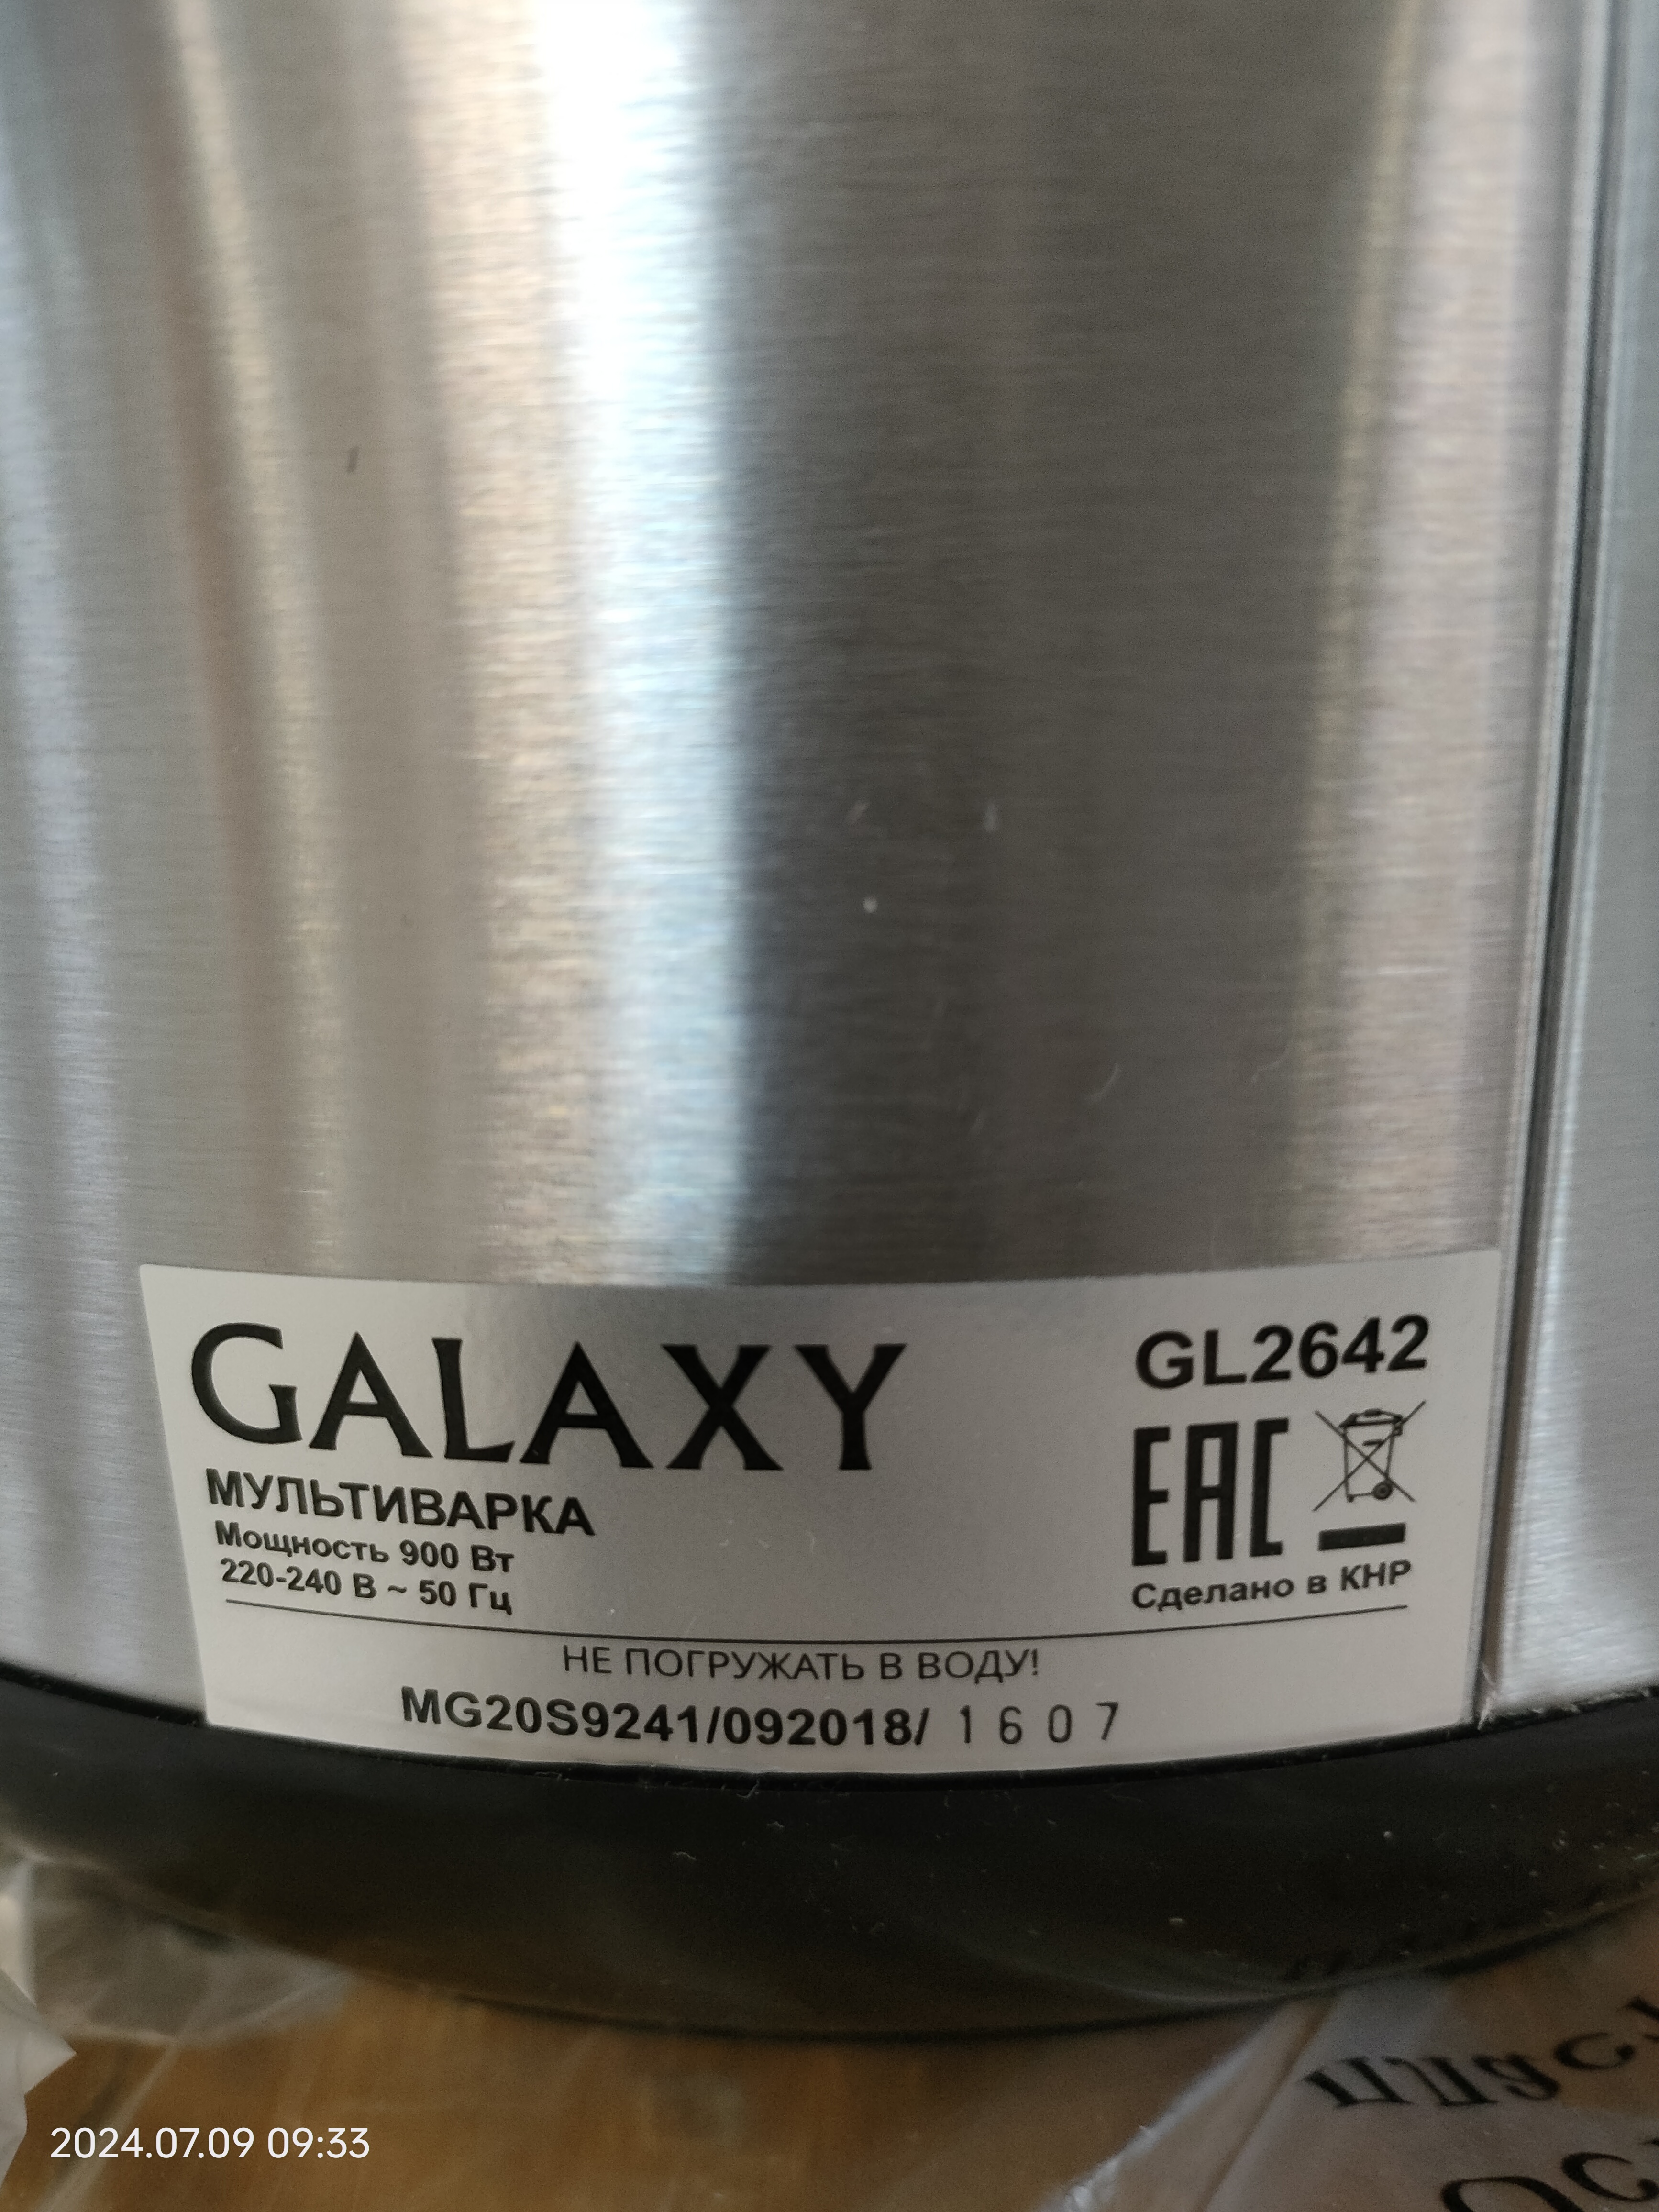 GALAXY
GL2642
МУЛЬТИВАРКА
Мощность 900 Вт
220-240 В ~ 50 Гц
EAC
Сделано в КНР
НЕ ПОГРУЖАТЬ В ВОДУ!
MG20S9241/092018/ 1607
2024.07.09 09:33